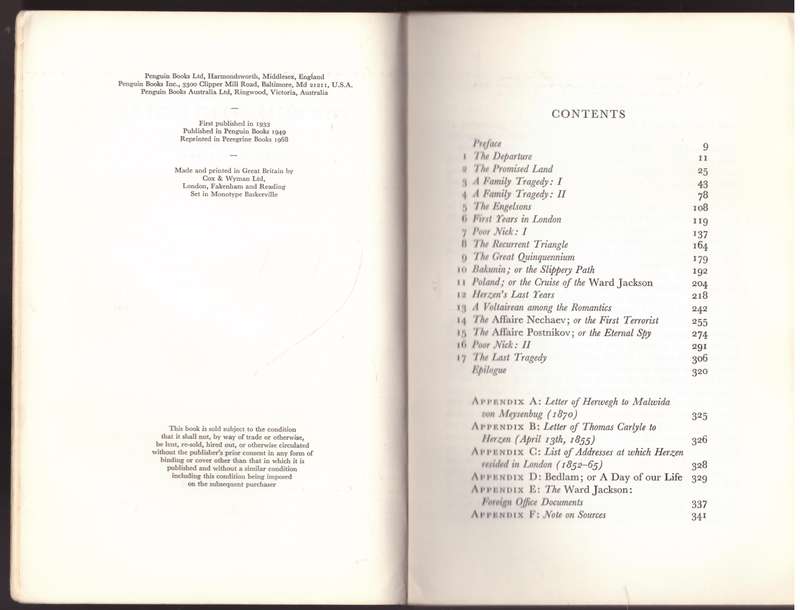 Penguin Books Ltd, Harmondsworth, Middlesex, England
Penguin Books Inc., 3300 Clipper Mill Road, Baltimore, Md 21211, U.S.A.
Penguin Books Australia Ltd, Ringwood, Victoria, Australia
—
First published in 1933
Published in Penguin Books 1949
Reprinted in Peregrine Books 1968
—
Made and printed in Great Britain by
Cox & Wyman Ltd,
London, Fakenham and Reading
Set in Monotype Baskerville
This book is sold subject to the condition
that it shall not, by way of trade or otherwise,
be lent, re-sold, hired out, or otherwise circulated
without the publisher's prior consent in any form of
binding or cover other than that in which it is
published and without a similar condition
including this condition being imposed
on the subsequent purchaser
CONTENTS
Preface 9
1 The Departure 11
2 The Promised Land 25
3 A Family Tragedy: I 43
4 A Family Tragedy: II 78
5 The Engelsons 108
6 First Years in London 119
7 Poor Nick: I 137
8 The Recurrent Triangle 164
9 The Great Quinquennium 179
10 Bakunin; or the Slippery Path 192
11 Poland; or the Cruise of the Ward Jackson 204
12 Herzen's Last Years 218
13 A Voltairean among the Romantics 242
14 The Affaire Nechaev; or the First Terrorist 255
15 The Affaire Postnikov; or the Eternal Spy 274
16 Poor Nick: II 291
17 The Last Tragedy 306
Epilogue 320
APPENDIX A: Letter of Herwegh to Malwida
von Meysenbug (1870) 325
APPENDIX B: Letter of Thomas Carlyle to
Herzen (April 13th, 1855) 326
APPENDIX C: List of Addresses at which Herzen
resided in London (1852–65) 328
APPENDIX D: Bedlam; or A Day of our Life 329
APPENDIX E: The Ward Jackson:
Foreign Office Documents 337
APPENDIX F: Note on Sources 341